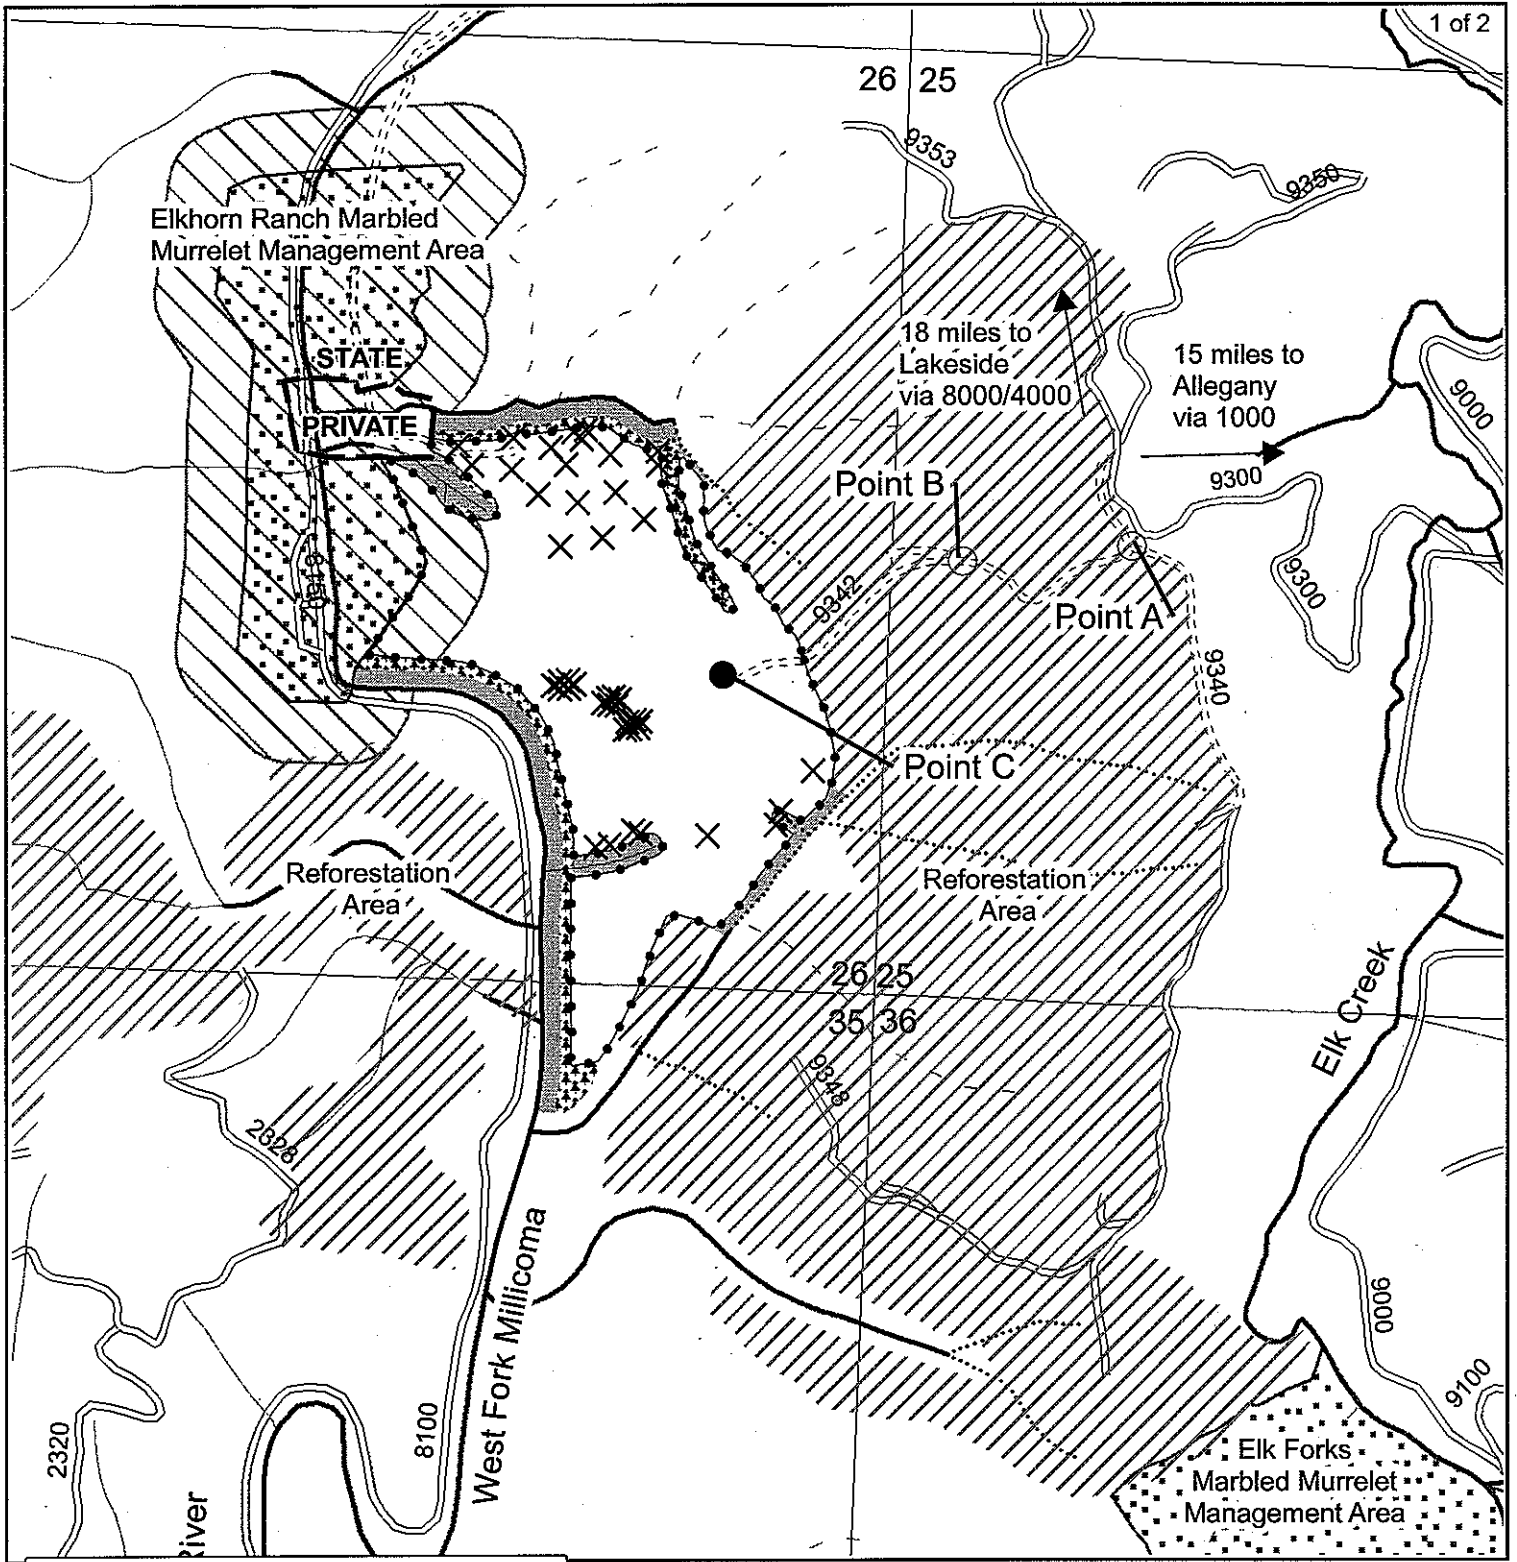 1 of 2
26 25
9353
9350
Elkhorn Ranch Marbled
Murrelet Management Area
18 miles to
Lakeside
via 8000/4000
15 miles to
Allegany
via 1000
STATE
PRIVATE
9000
9300
Point B
9300
9342
Point A
8150
9340
Point C
Reforestation
Area
Reforestation
Area
26 25
35 36
Elk Creek
9348
2328
West Fork Millicoma
9000
9100
8100
2320
Elk Forks
Marbled Murrelet
Management Area
River